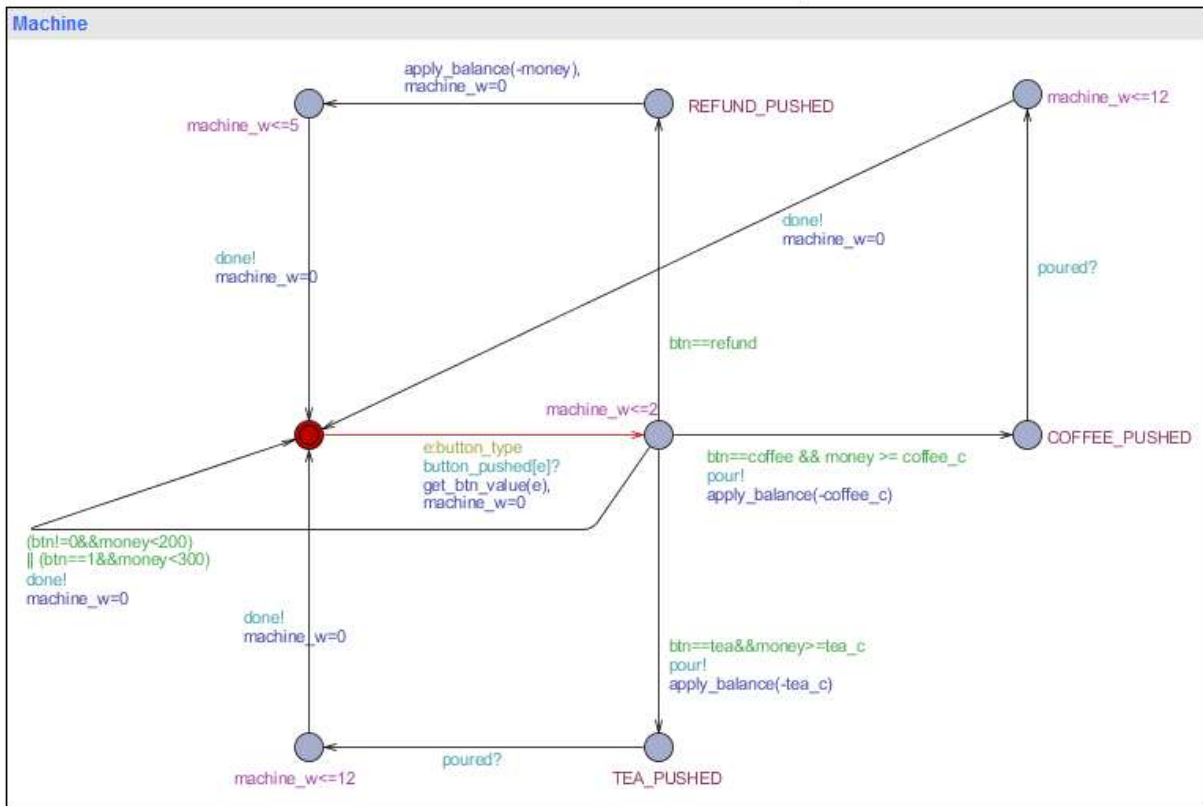 Machine
apply_balance(-money),
machine_w=0
REFUND_PUSHED
machine_w<=12
machine_w<=5
done!
machine_w=0
done!
machine_w=0
poured?
btn==refund
machine_w<=2
e:button_type
button_pushed[e]?
get_btn_value(e),
machine_w=0
COFFEE_PUSHED
btn==coffee && money >= coffee_c
pour!
apply_balance(-coffee_c)
(btn!=0&&money<200)
|| (btn==1&&money<300)
done!
machine_w=0
done!
machine_w=0
btn==tea&&money>=tea_c
pour!
apply_balance(-tea_c)
poured?
machine_w<=12
TEA_PUSHED